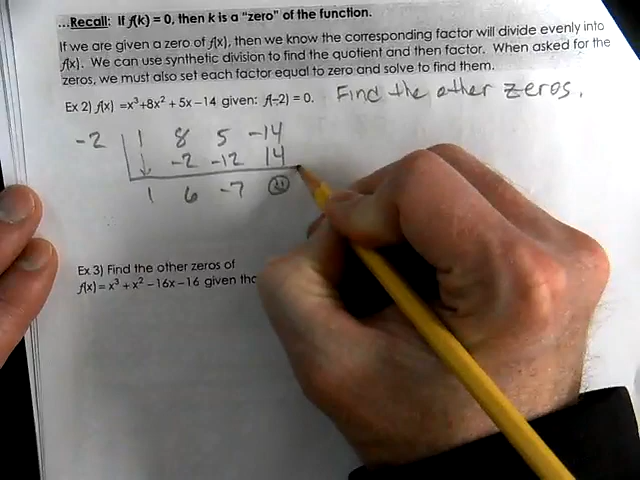 ...Recall: If f(k) = 0, then k is a "zero" of the function.
If we are given a zero of f(x), then we know the corresponding factor will divide evenly into
f(x). We can use synthetic division to find the quotient and then factor. When asked for the
zeros, we must also set each factor equal to zero and solve to find them.
Ex 2) f(x) =x³+8x² + 5x −14 given: f(−2) = 0. Find the other zeros.
-2 | 1 8 5 -14
↓ -2 -12 14
1 6 -7
Ex 3) Find the other zeros of
f(x) = x³ + x² − 16x − 16 given